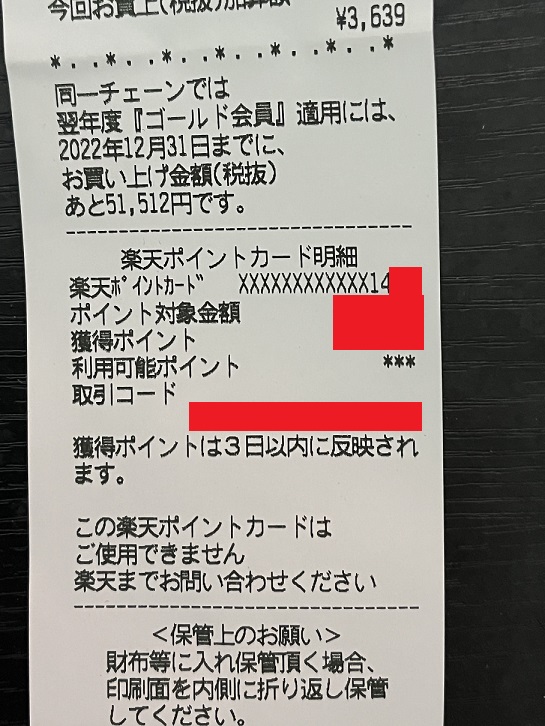 今回お買上(税抜)加算額
¥3,639
*..*..*..*..*..*..*
同一チェーンでは
翌年度『ゴールド会員』適用には、
2022年12月31日までに、
お買い上げ金額(税抜)
あと51,512円です。
--------------------------------
楽天ポイントカード明細
楽天ﾎﾟｲﾝﾄｶｰﾄﾞ XXXXXXXXXXXX14
ポイント対象金額
獲得ポイント
利用可能ポイント ***
取引コード
獲得ポイントは3日以内に反映され
ます。
この楽天ポイントカードは
ご使用できません
楽天までお問い合わせください
--------------------------------
<保管上のお願い>
財布等に入れ保管頂く場合、
印刷面を内側に折り返し保管
してください。